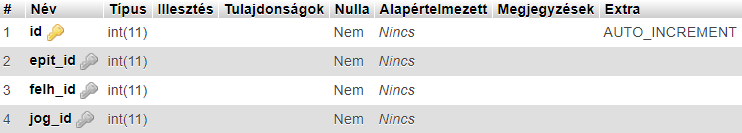 # Név Típus Illesztés Tulajdonságok Nulla Alapértelmezett Megjegyzések Extra
1 id int(11) Nem Nincs AUTO_INCREMENT
2 epit_id int(11) Nem Nincs
3 felh_id int(11) Nem Nincs
4 jog_id int(11) Nem Nincs